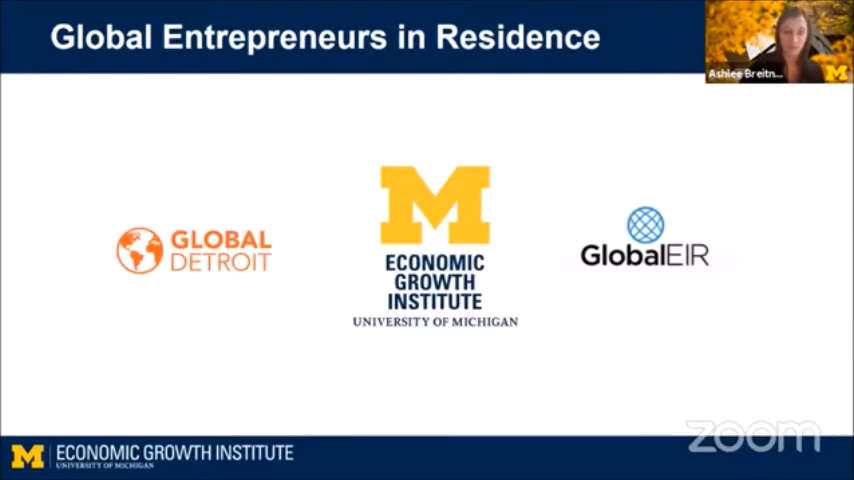 Global Entrepreneurs in Residence
Ashlee Breitn...
M
GLOBAL
DETROIT
M
ECONOMIC
GROWTH
INSTITUTE
UNIVERSITY OF MICHIGAN
GlobalEIR
zoom
M ECONOMIC GROWTH INSTITUTE
UNIVERSITY OF MICHIGAN